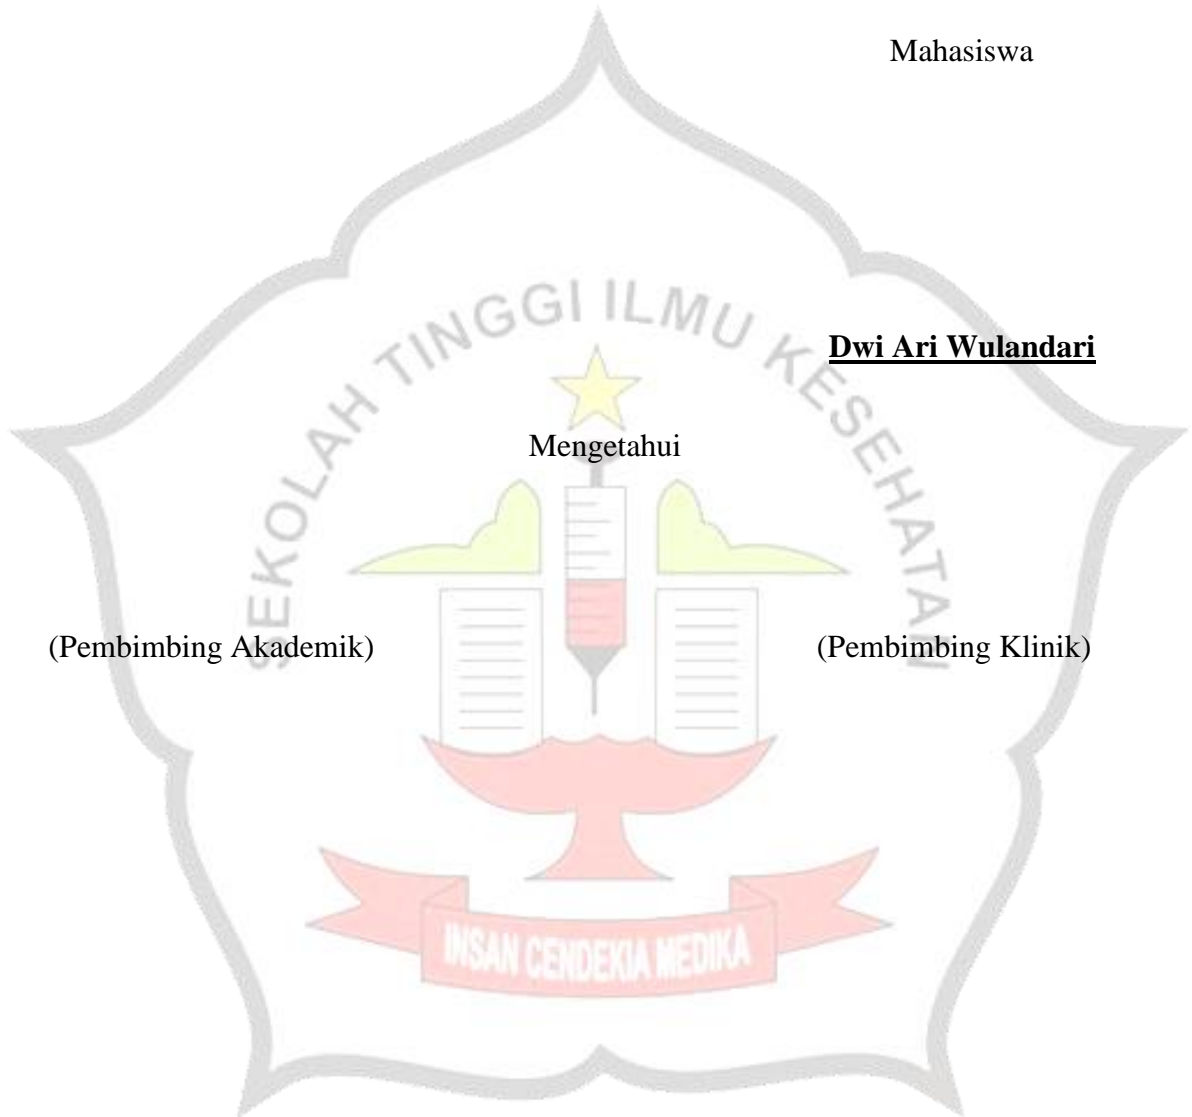 Mahasiswa
SEKOLAH TINGGI ILMU KESEHATAN
Dwi Ari Wulandari
Mengetahui
(Pembimbing Akademik) (Pembimbing Klinik)
INSAN CENDEKIA MEDIKA